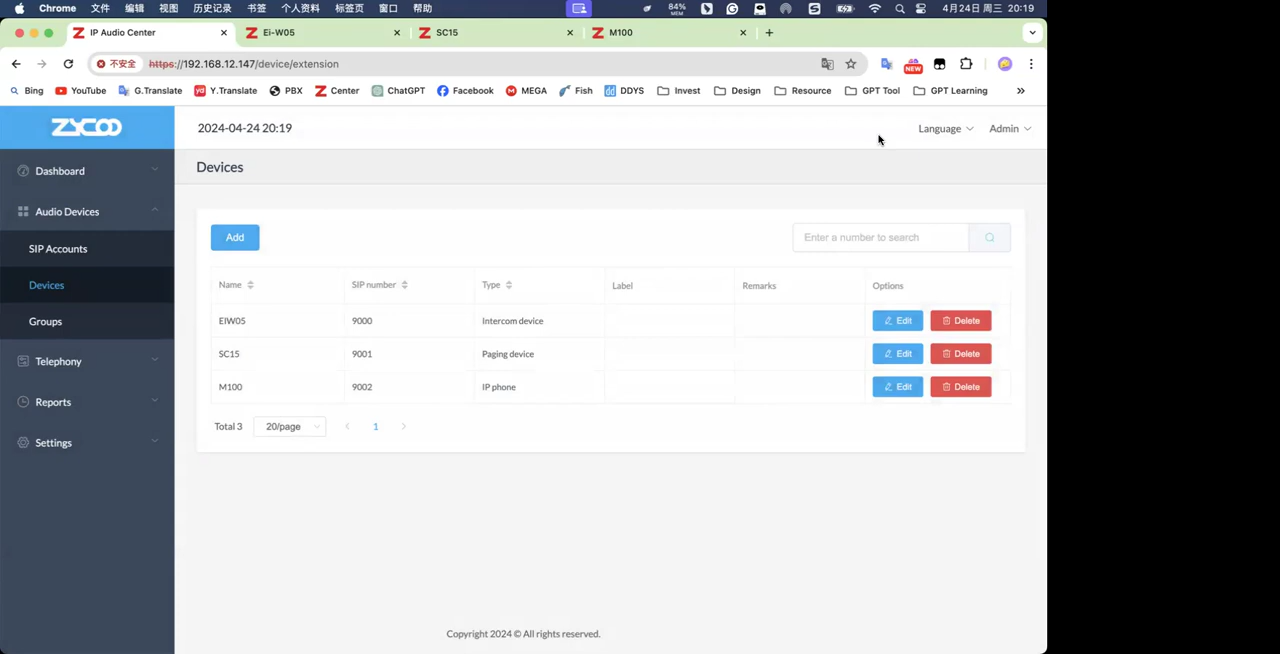 Chrome 文件 编辑 视图 历史记录 书签 个人资料 标签页 窗口 帮助 84% MEM 4月24日 周三 20:19
IP Audio Center Ei-W05 SC15 M100
不安全 https://192.168.12.147/device/extension NEW
Bing YouTube G.Translate Y.Translate PBX Center ChatGPT Facebook MEGA Fish DDYS Invest Design Resource GPT Tool GPT Learning
ZYCOO 2024-04-24 20:19 Language Admin
Dashboard
Audio Devices
SIP Accounts
Devices
Groups
Telephony
Reports
Settings
Devices
Add Enter a number to search
Name SIP number Type Label Remarks Options
EIW05 9000 Intercom device Edit Delete
SC15 9001 Paging device Edit Delete
M100 9002 IP phone Edit Delete
Total 3 20/page 1
Copyright 2024 © All rights reserved.